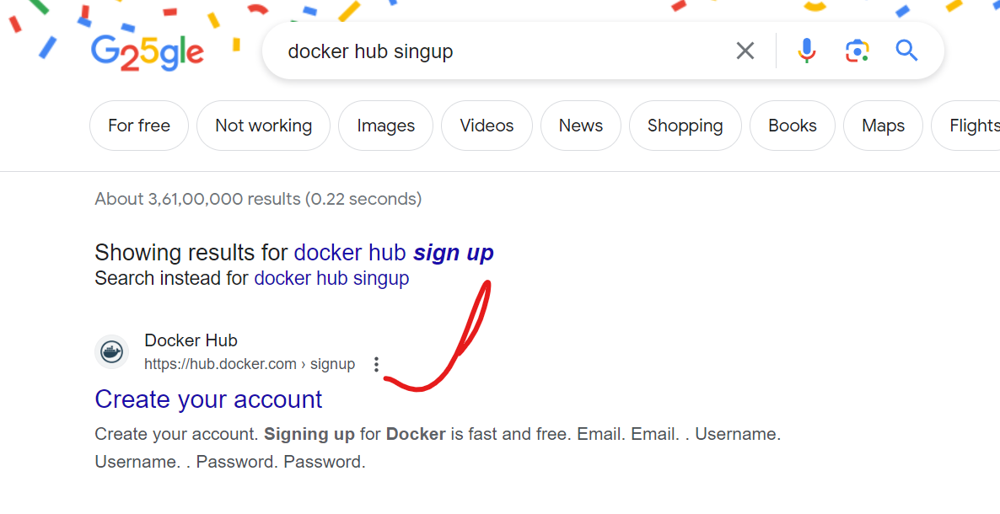 G25gle
docker hub singup
For free
Not working
Images
Videos
News
Shopping
Books
Maps
Flights
About 3,61,00,000 results (0.22 seconds)
Showing results for docker hub sign up
Search instead for docker hub singup
Docker Hub
https://hub.docker.com › signup
Create your account
Create your account. Signing up for Docker is fast and free. Email. Email. . Username.
Username. . Password. Password.